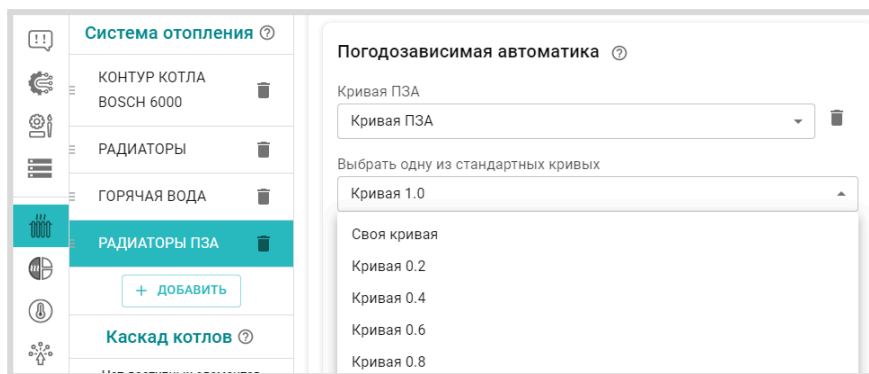 Система отопления
КОНТУР КОТЛА
BOSCH 6000
РАДИАТОРЫ
ГОРЯЧАЯ ВОДА
РАДИАТОРЫ ПЗА
+ ДОБАВИТЬ
Каскад котлов
Погодозависимая автоматика
Кривая ПЗА
Кривая ПЗА
Выбрать одну из стандартных кривых
Кривая 1.0
Своя кривая
Кривая 0.2
Кривая 0.4
Кривая 0.6
Кривая 0.8